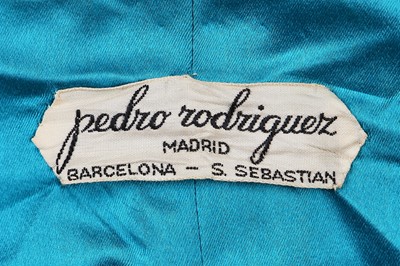 pedro rodriguez
MADRID
BARCELONA — S. SEBASTIAN